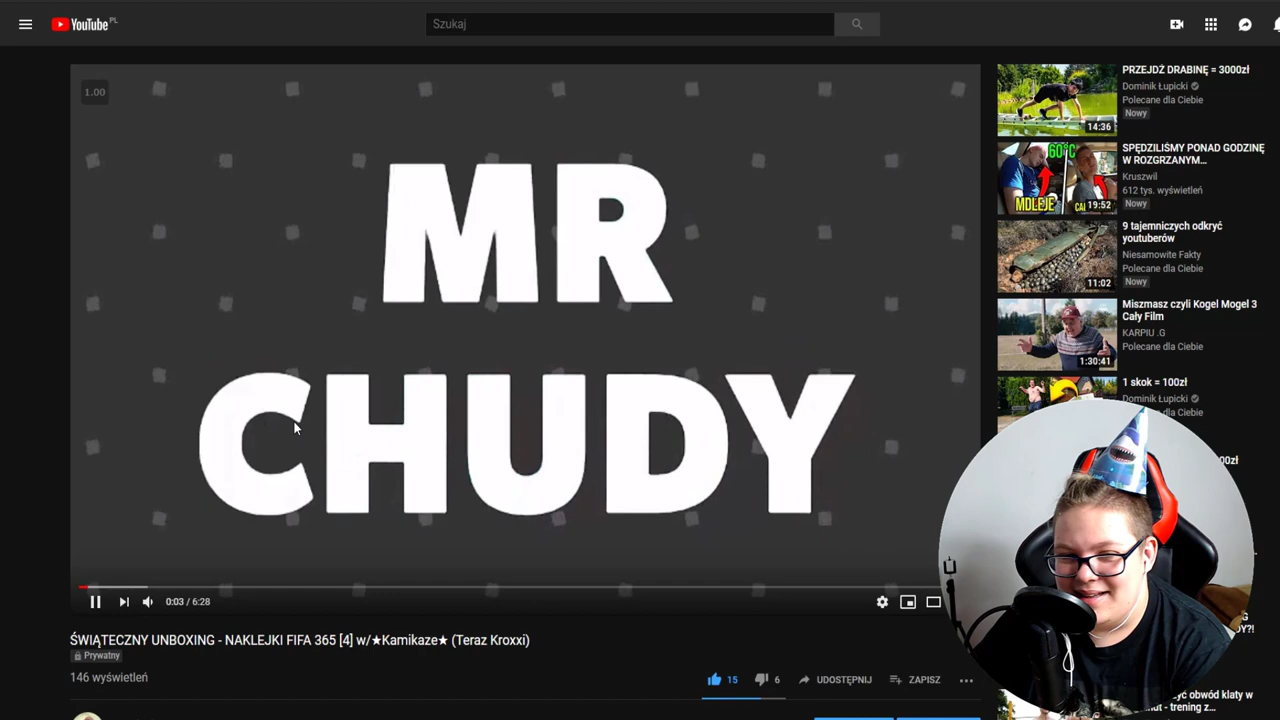 YouTube PL
Szukaj
1.00
MR
CHUDY
0:03 / 6:28
ŚWIĄTECZNY UNBOXING - NAKLEJKI FIFA 365 [4] w/★Kamikaze★ (Teraz Kroxxi)
Prywatny
146 wyświetleń
15
6
UDOSTĘPNIJ
ZAPISZ
14:36
PRZEJDŹ DRABINĘ = 3000zł
Dominik Łupicki
Polecane dla Ciebie
Nowy
60°C
MDLEJE
19:52
SPĘDZILIŚMY PONAD GODZINĘ
W ROZGRZANYM...
Kruszwil
612 tys. wyświetleń
Nowy
11:02
9 tajemniczych odkryć
youtuberów
Niesamowite Fakty
Polecane dla Ciebie
Nowy
1:30:41
Miszmasz czyli Kogel Mogel 3
Cały Film
KARPIU .G
Polecane dla Ciebie
1 skok = 100zł
Dominik Łupicki
obwód klaty w
- trening z...